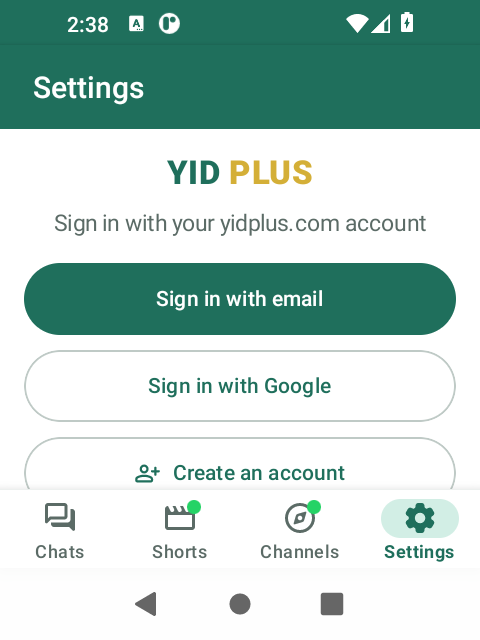 2:38
Settings
YID PLUS
Sign in with your yidplus.com account
Sign in with email
Sign in with Google
Create an account
Chats
Shorts
Channels
Settings